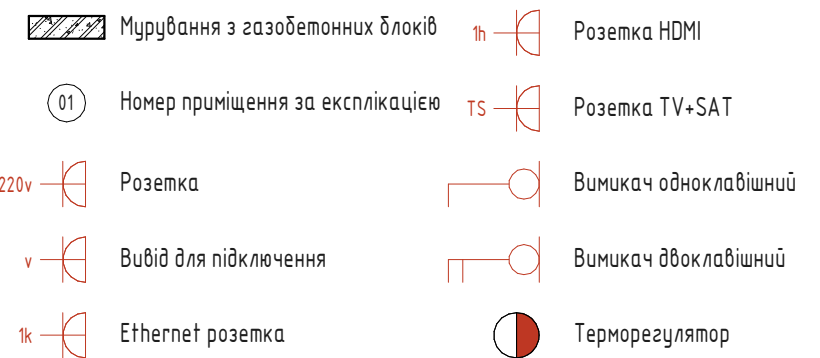 Мурування з газобетонних блоків
01 Номер приміщення за експлікацією
220v Розетка
v Вивід для підключення
1k Ethernet розетка
1h Розетка HDMI
TS Розетка TV+SAT
Вимикач одноклавішний
Вимикач двоклавішний
Терморегулятор